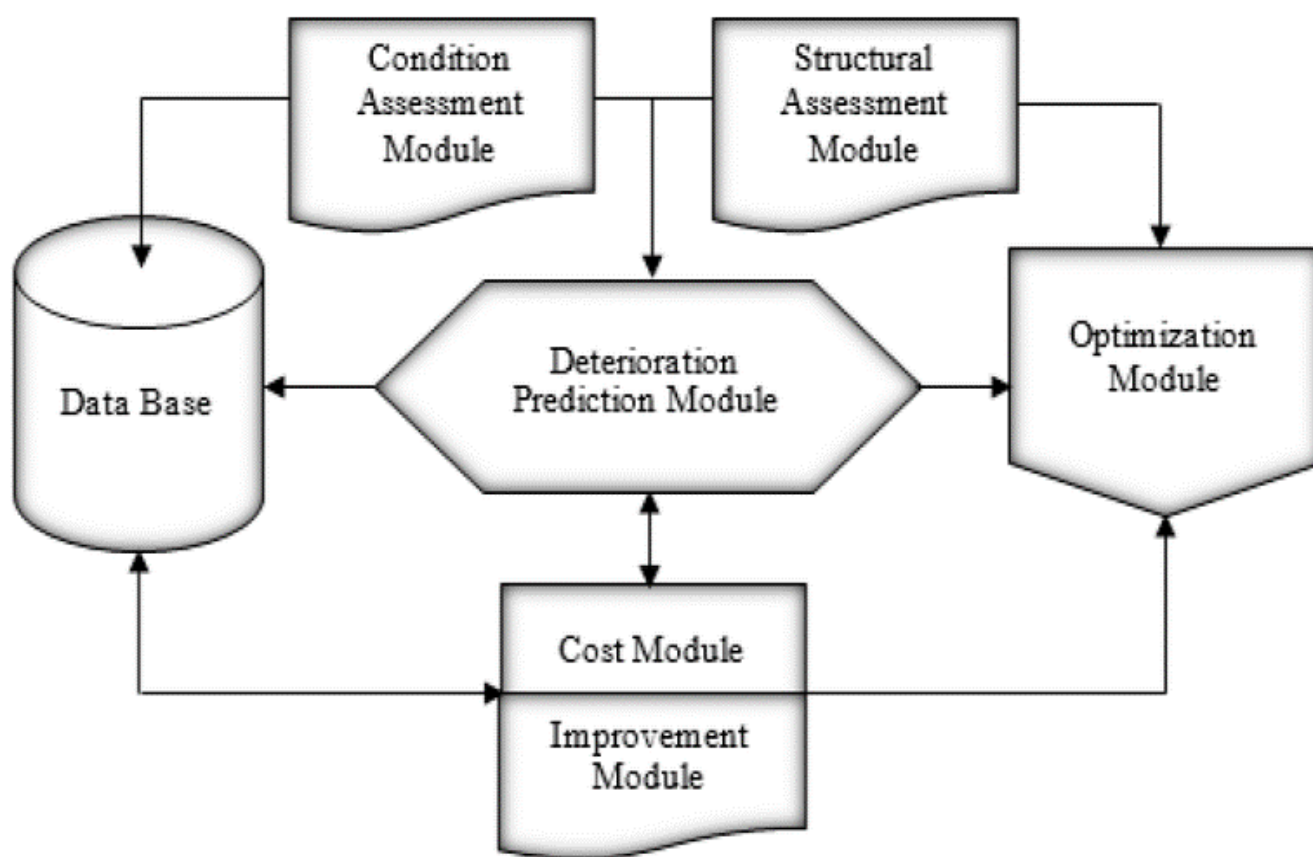 Condition
Assessment
Module
Structural
Assessment
Module
Data Base
Deterioration
Prediction Module
Optimization
Module
Cost Module
Improvement
Module